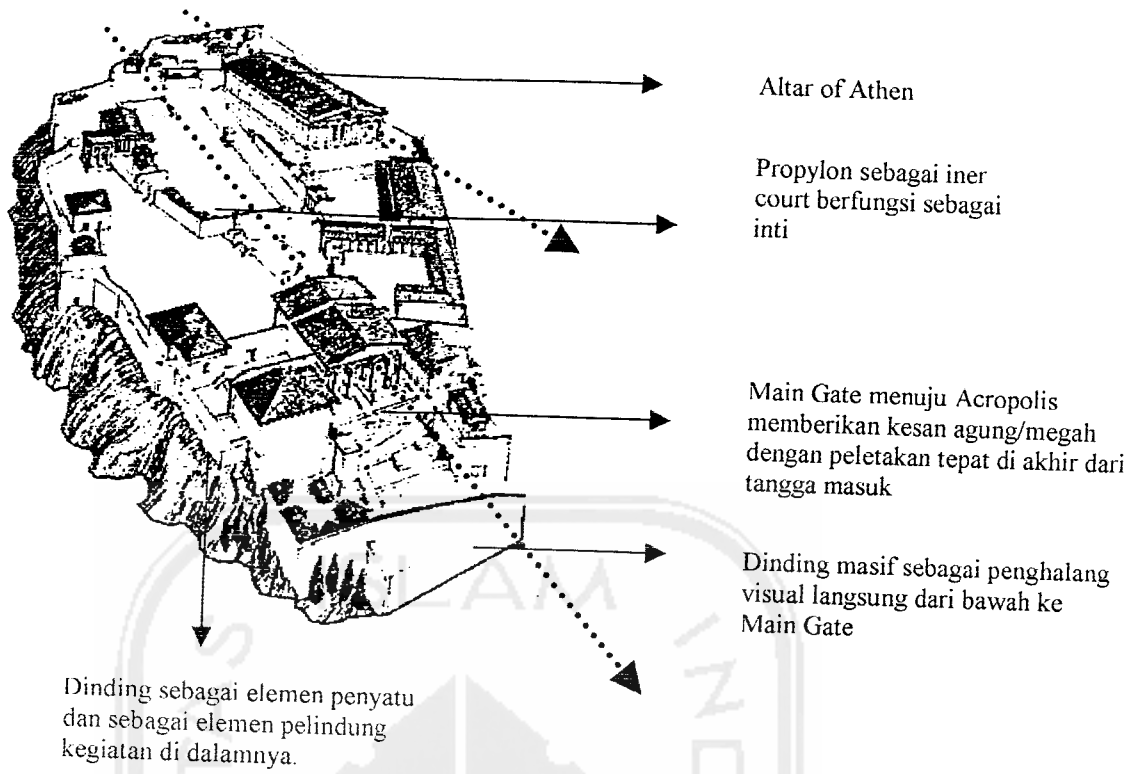 Altar of Athen
Propylon sebagai iner
court berfungsi sebagai
inti
Main Gate menuju Acropolis
memberikan kesan agung/megah
dengan peletakan tepat di akhir dari
tangga masuk
Dinding masif sebagai penghalang
visual langsung dari bawah ke
Main Gate
Dinding sebagai elemen penyatu
dan sebagai elemen pelindung
kegiatan di dalamnya.